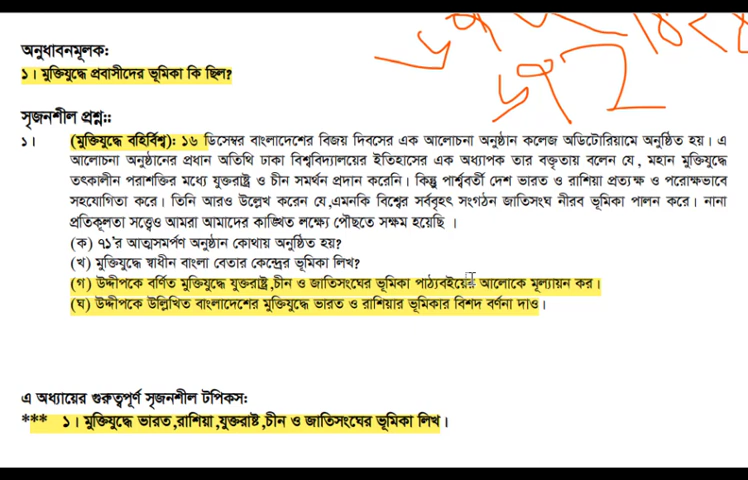 অনুধাবনমূলক:
১। মুক্তিযুদ্ধে প্রবাসীদের ভূমিকা কি ছিল?
সৃজনশীল প্রশ্ন::
১। (মুক্তিযুদ্ধে বহির্বিশ্ব): ১৬ ডিসেম্বর বাংলাদেশের বিজয় দিবসের এক আলোচনা অনুষ্ঠান কলেজ অডিটোরিয়ামে অনুষ্ঠিত হয়। এ
আলোচনা অনুষ্ঠানের প্রধান অতিথি ঢাকা বিশ্ববিদ্যালয়ের ইতিহাসের এক অধ্যাপক তার বক্তৃতায় বলেন যে, মহান মুক্তিযুদ্ধে
তৎকালীন পরাশক্তির মধ্যে যুক্তরাষ্ট্র ও চীন সমর্থন প্রদান করেনি। কিন্তু পার্শ্ববর্তী দেশ ভারত ও রাশিয়া প্রত্যক্ষ ও পরোক্ষভাবে
সহযোগিতা করে। তিনি আরও উল্লেখ করেন যে,এমনকি বিশ্বের সর্ববৃহৎ সংগঠন জাতিসংঘ নীরব ভূমিকা পালন করে। নানা
প্রতিকূলতা সত্ত্বেও আমরা আমাদের কাঙ্খিত লক্ষ্যে পৌছতে সক্ষম হয়েছি ।
(ক) ৭১'র আত্মসমর্পণ অনুষ্ঠান কোথায় অনুষ্ঠিত হয়?
(খ) মুক্তিযুদ্ধে স্বাধীন বাংলা বেতার কেন্দ্রের ভূমিকা লিখ?
(গ) উদ্দীপকে বর্ণিত মুক্তিযুদ্ধে যুক্তরাষ্ট্র,চীন ও জাতিসংঘের ভূমিকা পাঠ্যবইয়ের আলোকে মূল্যায়ন কর।
(ঘ) উদ্দীপকে উল্লিখিত বাংলাদেশের মুক্তিযুদ্ধে ভারত ও রাশিয়ার ভূমিকার বিশদ বর্ণনা দাও।
এ অধ্যায়ের গুরুত্বপূর্ণ সৃজনশীল টপিকস:
*** ১। মুক্তিযুদ্ধে ভারত,রাশিয়া,যুক্তরাষ্ট,চীন ও জাতিসংঘের ভূমিকা লিখ।